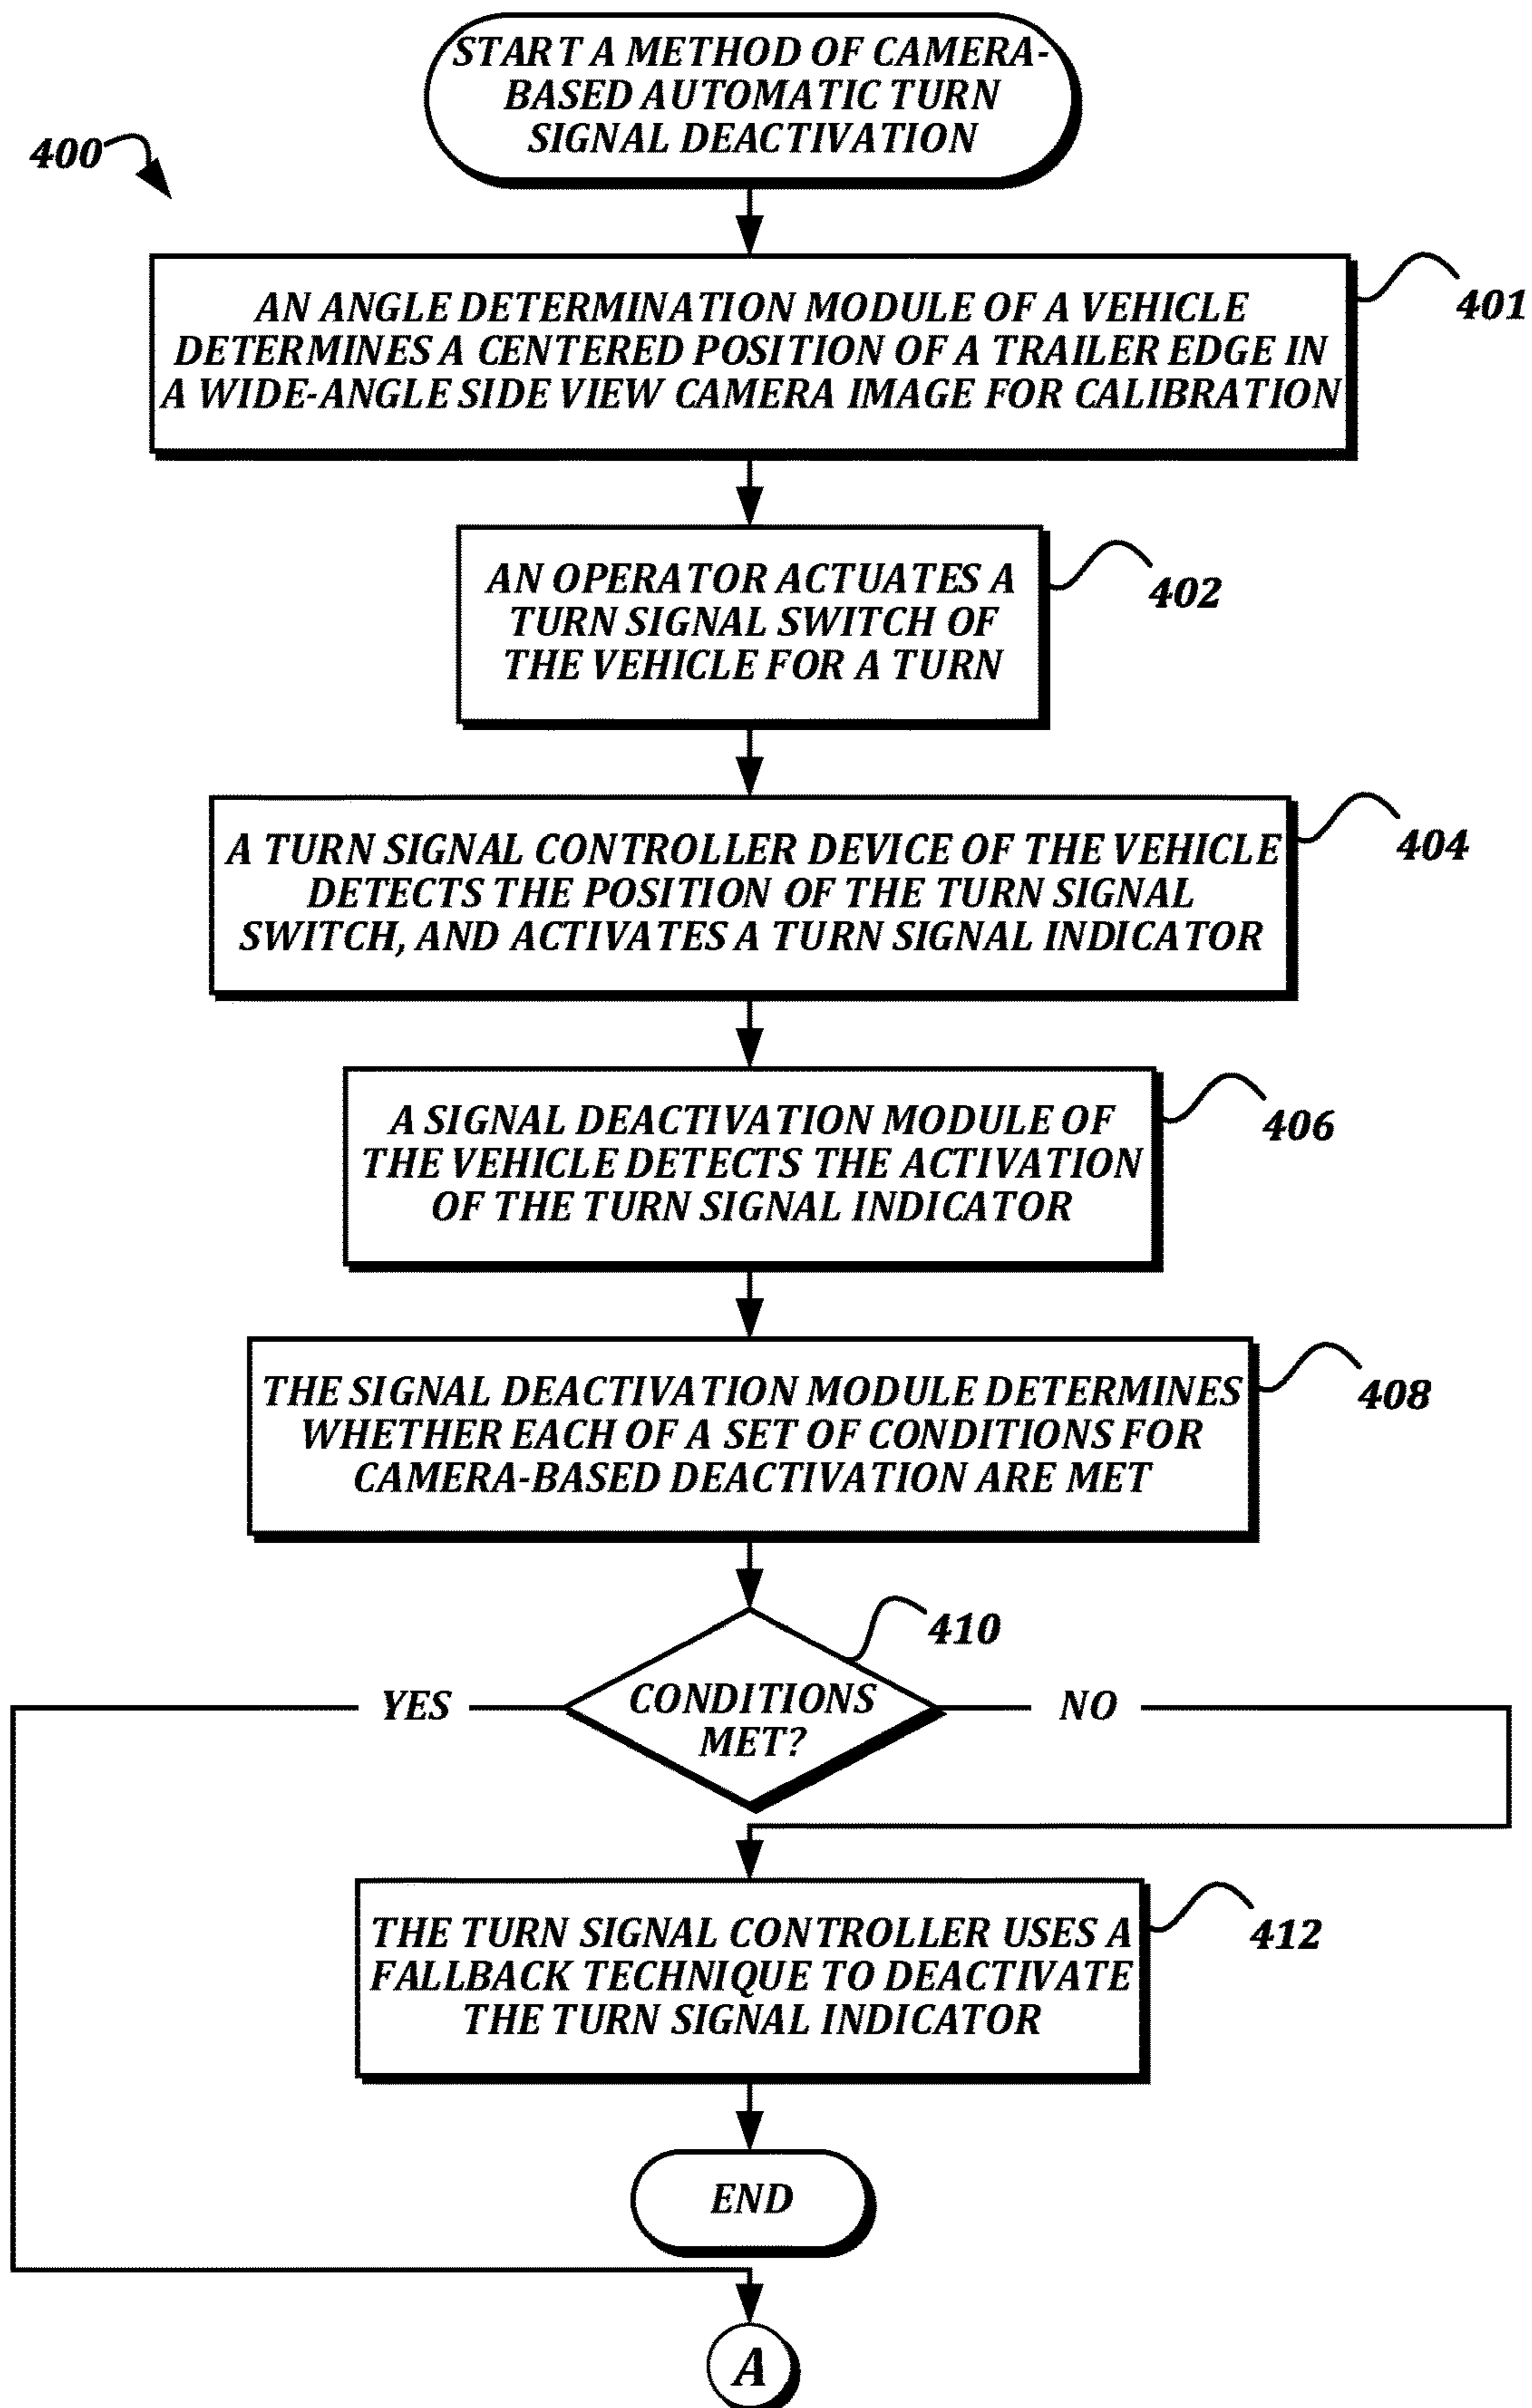 START A METHOD OF CAMERA-
BASED AUTOMATIC TURN
SIGNAL DEACTIVATION
400
AN ANGLE DETERMINATION MODULE OF A VEHICLE
DETERMINES A CENTERED POSITION OF A TRAILER EDGE IN
A WIDE-ANGLE SIDE VIEW CAMERA IMAGE FOR CALIBRATION
401
AN OPERATOR ACTUATES A
TURN SIGNAL SWITCH OF
THE VEHICLE FOR A TURN
402
A TURN SIGNAL CONTROLLER DEVICE OF THE VEHICLE
DETECTS THE POSITION OF THE TURN SIGNAL
SWITCH, AND ACTIVATES A TURN SIGNAL INDICATOR
404
A SIGNAL DEACTIVATION MODULE OF
THE VEHICLE DETECTS THE ACTIVATION
OF THE TURN SIGNAL INDICATOR
406
THE SIGNAL DEACTIVATION MODULE DETERMINES
WHETHER EACH OF A SET OF CONDITIONS FOR
CAMERA-BASED DEACTIVATION ARE MET
408
410
YES
CONDITIONS
MET?
NO
THE TURN SIGNAL CONTROLLER USES A
FALLBACK TECHNIQUE TO DEACTIVATE
THE TURN SIGNAL INDICATOR
412
END
A